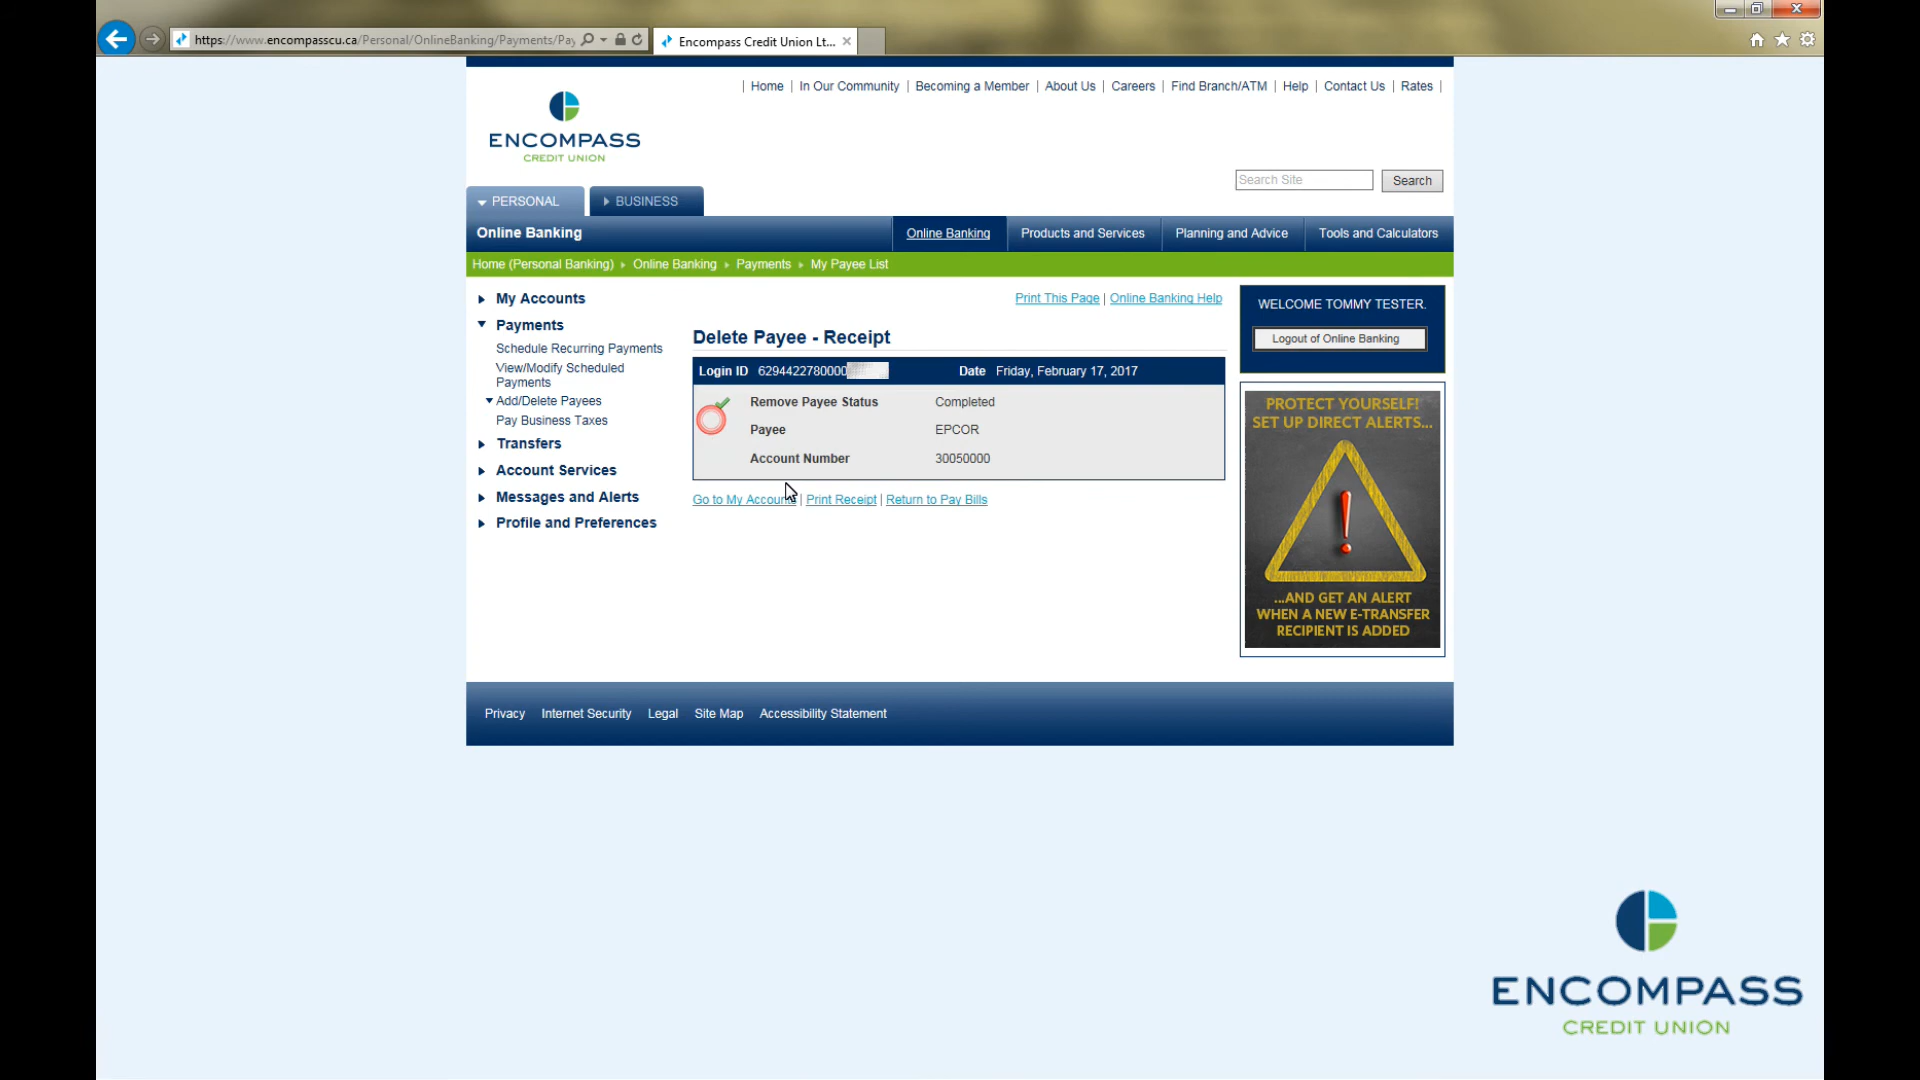 https://www.encompasscu.ca/Personal/OnlineBanking/Payments/Pay
Encompass Credit Union Lt...
| Home | In Our Community | Becoming a Member | About Us | Careers | Find Branch/ATM | Help | Contact Us | Rates |
ENCOMPASS
CREDIT UNION
Search Site
Search
PERSONAL
BUSINESS
Online Banking
Online Banking
Products and Services
Planning and Advice
Tools and Calculators
Home (Personal Banking) Online Banking Payments My Payee List
My Accounts
Payments
Schedule Recurring Payments
View/Modify Scheduled
Payments
Add/Delete Payees
Pay Business Taxes
Transfers
Account Services
Messages and Alerts
Profile and Preferences
Print This Page | Online Banking Help
Delete Payee - Receipt
Login ID 6294422780000 Date Friday, February 17, 2017
Remove Payee Status Completed
Payee EPCOR
Account Number 30050000
Go to My Accounts | Print Receipt | Return to Pay Bills
WELCOME TOMMY TESTER.
Logout of Online Banking
PROTECT YOURSELF!
SET UP DIRECT ALERTS...
!
...AND GET AN ALERT
WHEN A NEW E-TRANSFER
RECIPIENT IS ADDED
Privacy Internet Security Legal Site Map Accessibility Statement
ENCOMPASS
CREDIT UNION